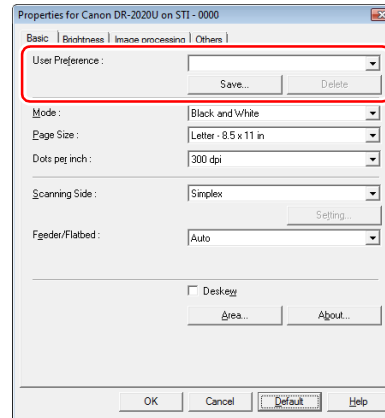 Properties for Canon DR-2020U on STI - 0000
Basic Brightness Image processing Others
User Preference :
Save... Delete
Mode : Black and White
Page Size : Letter - 8.5 x 11 in
Dots per inch : 300 dpi
Scanning Side : Simplex
Setting...
Feeder/Flatbed : Auto
Deskew
Area... About...
OK Cancel Default Help